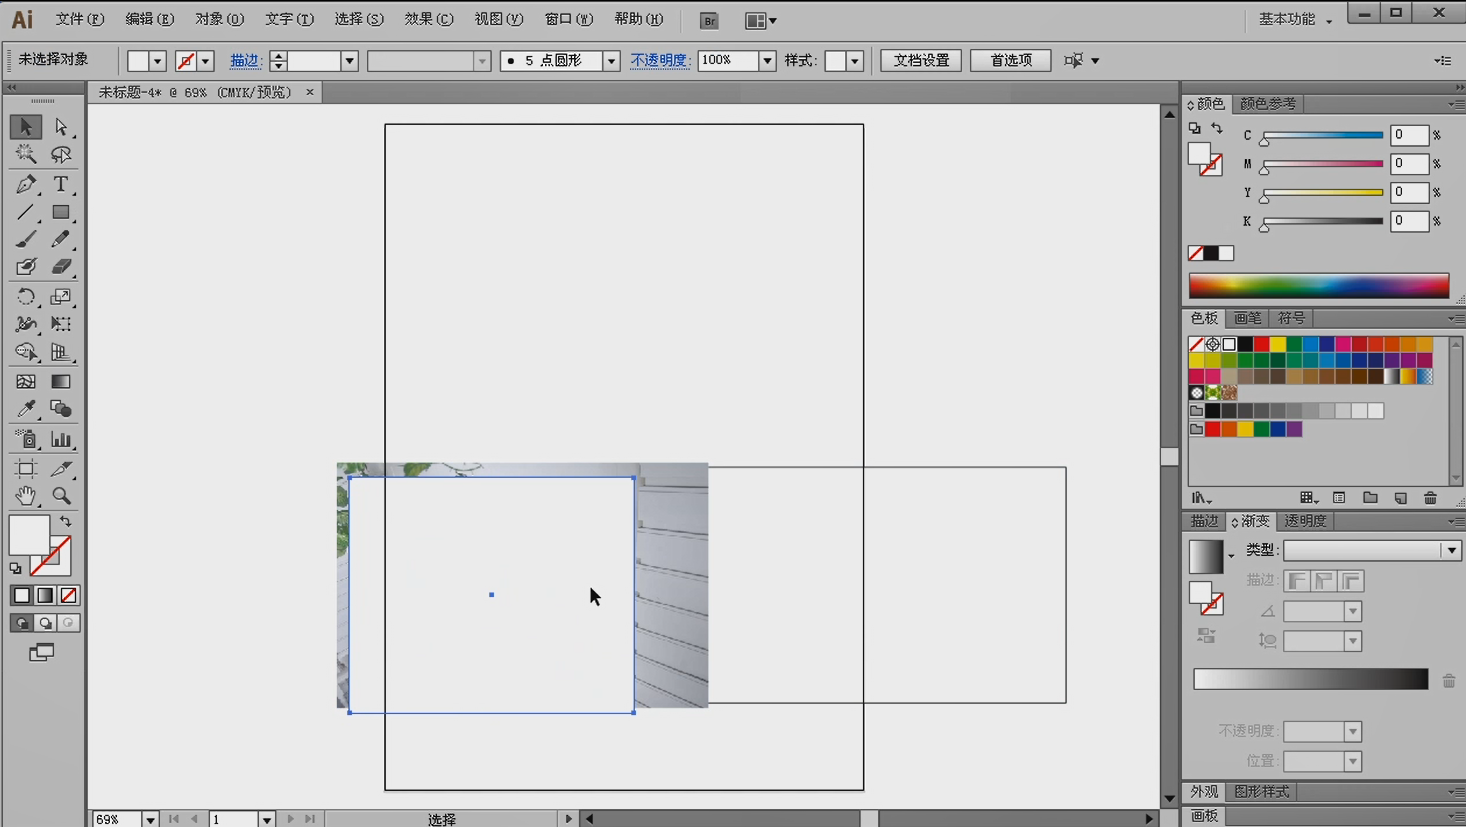 Ai 文件(F) 编辑(E) 对象(O) 文字(T) 选择(S) 效果(C) 视图(V) 窗口(W) 帮助(H) Br 基本功能
未选择对象 描边: 5 点圆形 不透明度: 100% 样式: 文档设置 首选项
未标题-4* @ 69% (CMYK/预览) ×
颜色 颜色参考
C 0 %
M 0 %
Y 0 %
K 0 %
色板 画笔 符号
描边 渐变 透明度
类型:
描边:
不透明度:
位置:
外观 图形样式
画板
69% 1 选择